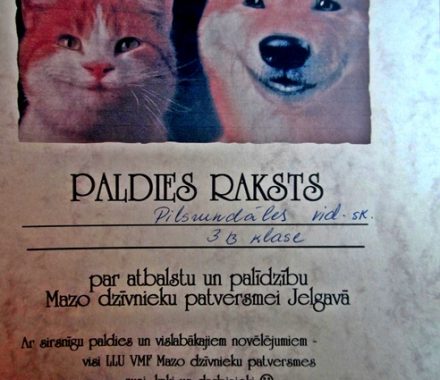 PALDIES RAKSTS
Pilsrundāles vid. sk.
3B klase
par atbalstu un palīdzību
Mazo dzīvnieku patversmei Jelgavā
Ar sirsnīgu paldies un vislabākajiem novēlējumiem -
visi LLU VMF Mazo dzīvnieku patversmes